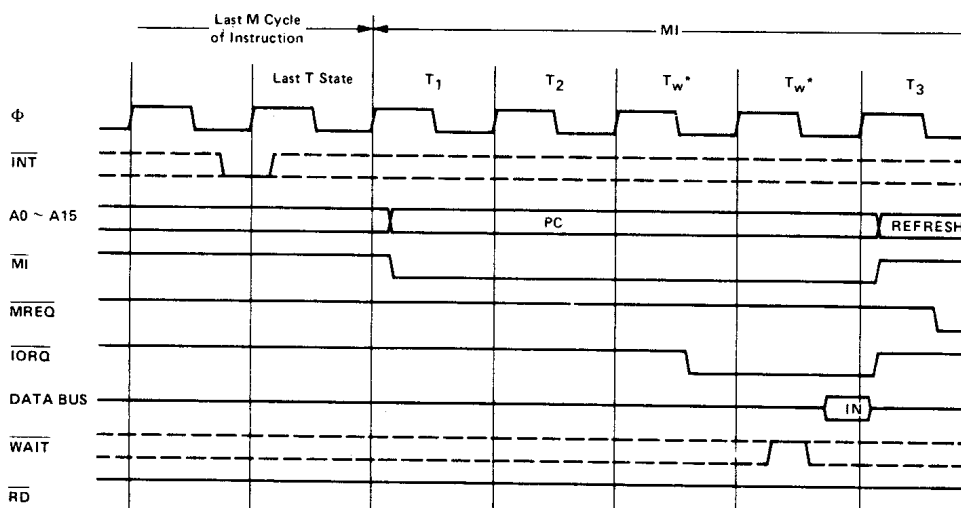 Last M Cycle
of Instruction
MI
Last T State
T1
T2
Tw*
Tw*
T3
Φ
INT
A0 ~ A15
PC
REFRESH
MI
MREQ
IORQ
DATA BUS
IN
WAIT
RD